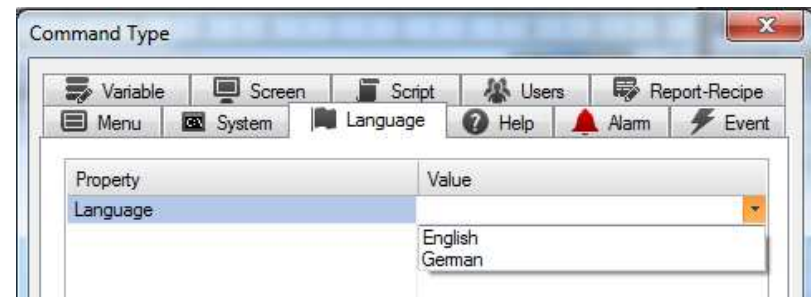 Command Type
Variable Screen Script Users Report-Recipe
Menu System Language Help Alarm Event
Property Value
Language
English
German